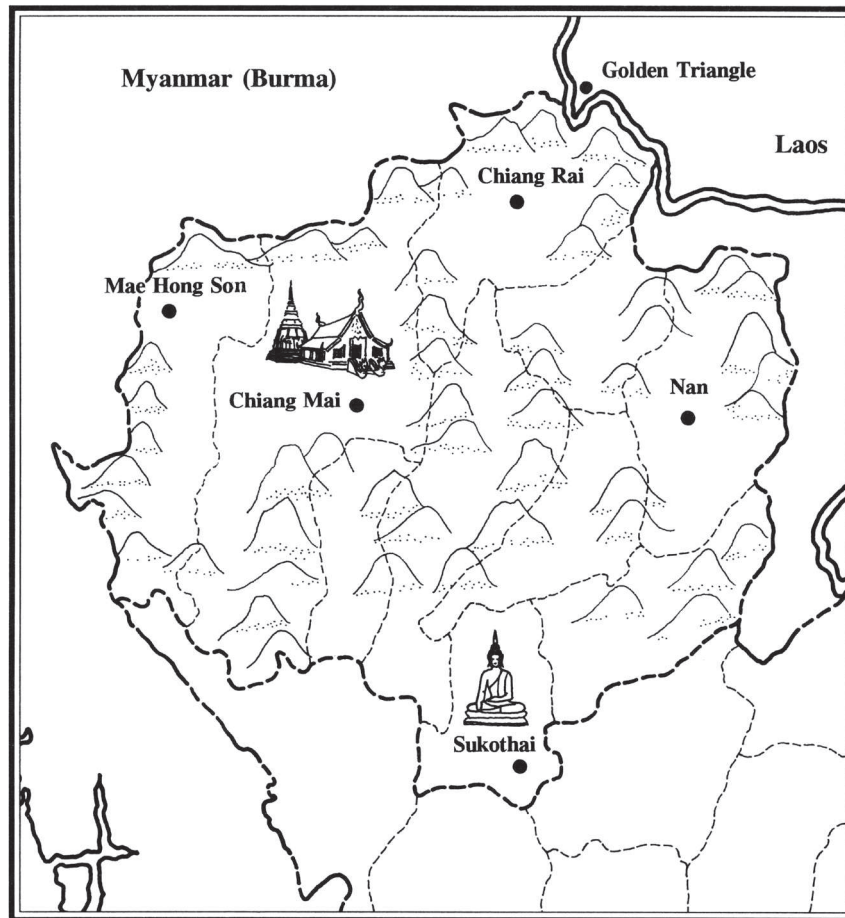 Myanmar (Burma)
Golden Triangle
Laos
Chiang Rai
Mae Hong Son
Chiang Mai
Nan
Sukothai